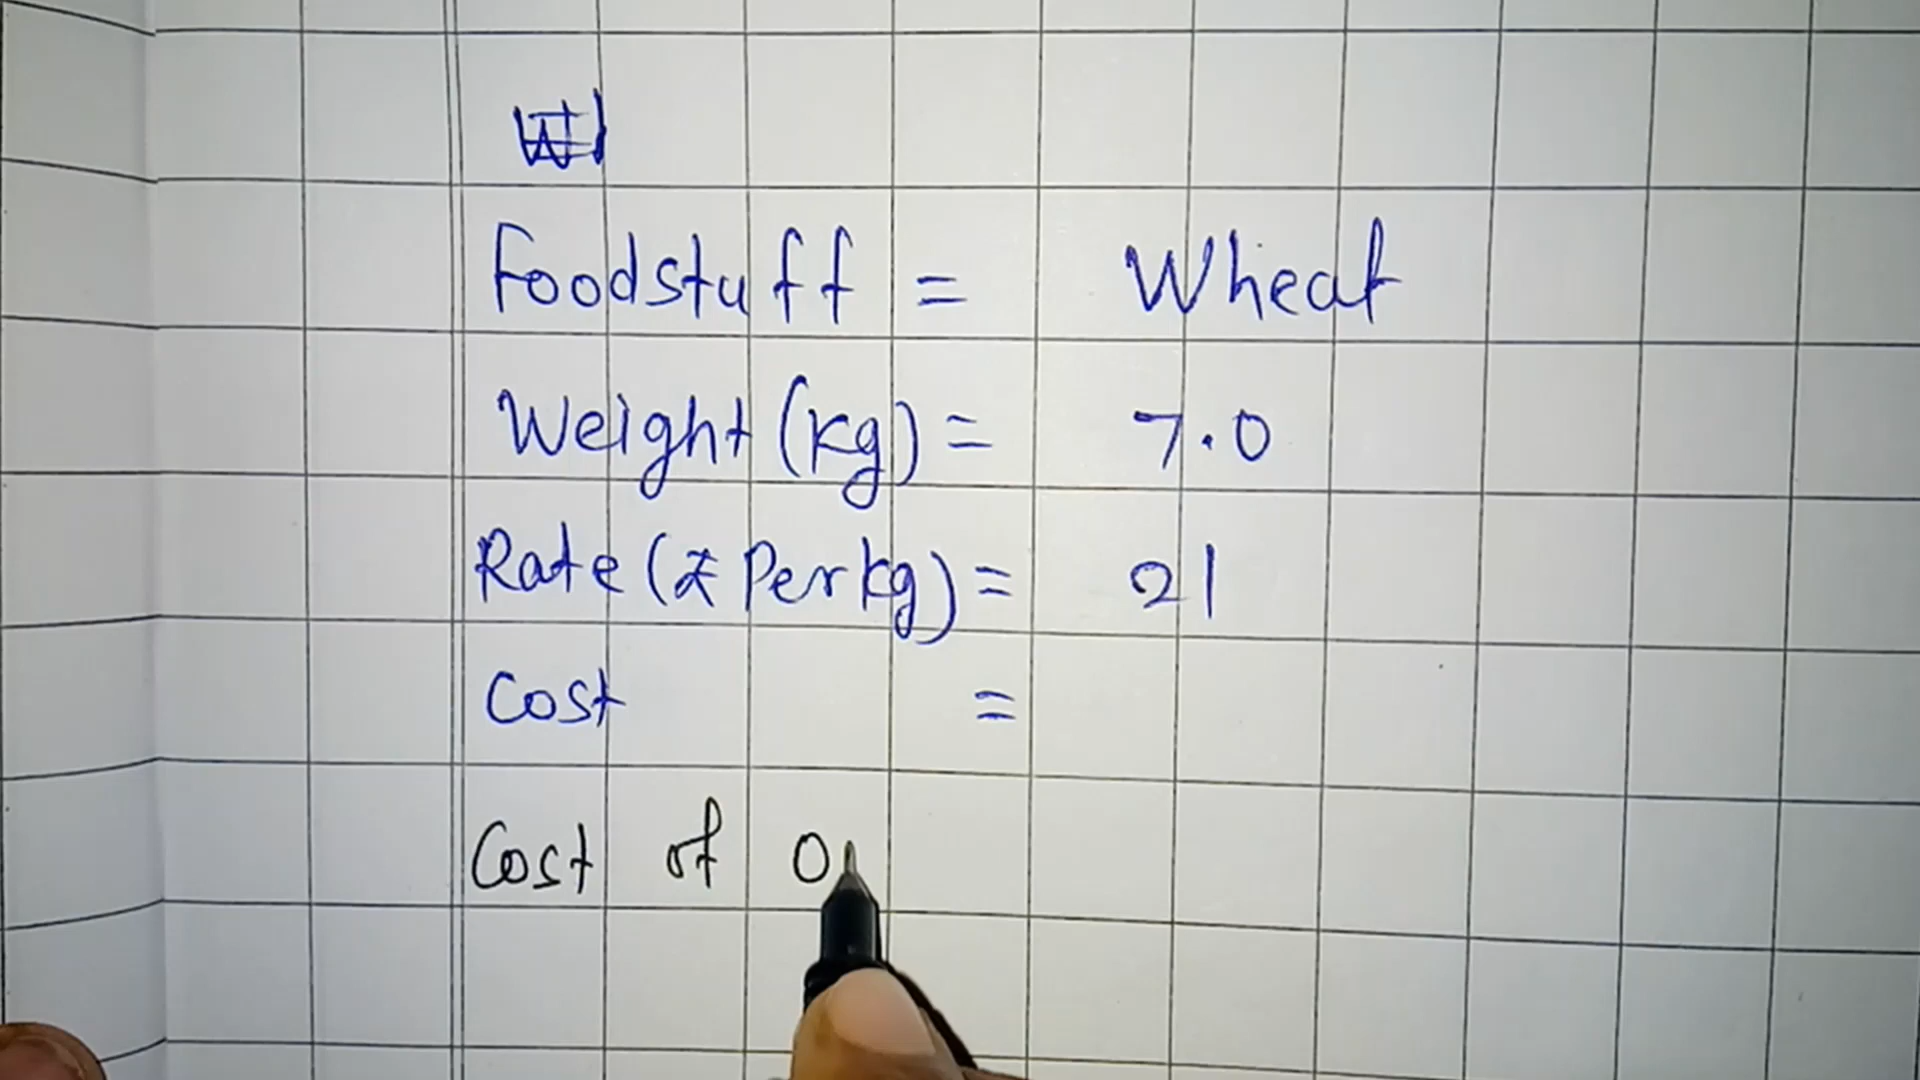 Foodstuff = Wheat
Weight (kg) = 7.0
Rate (₹ Per kg) = 21
Cost =
Cost of